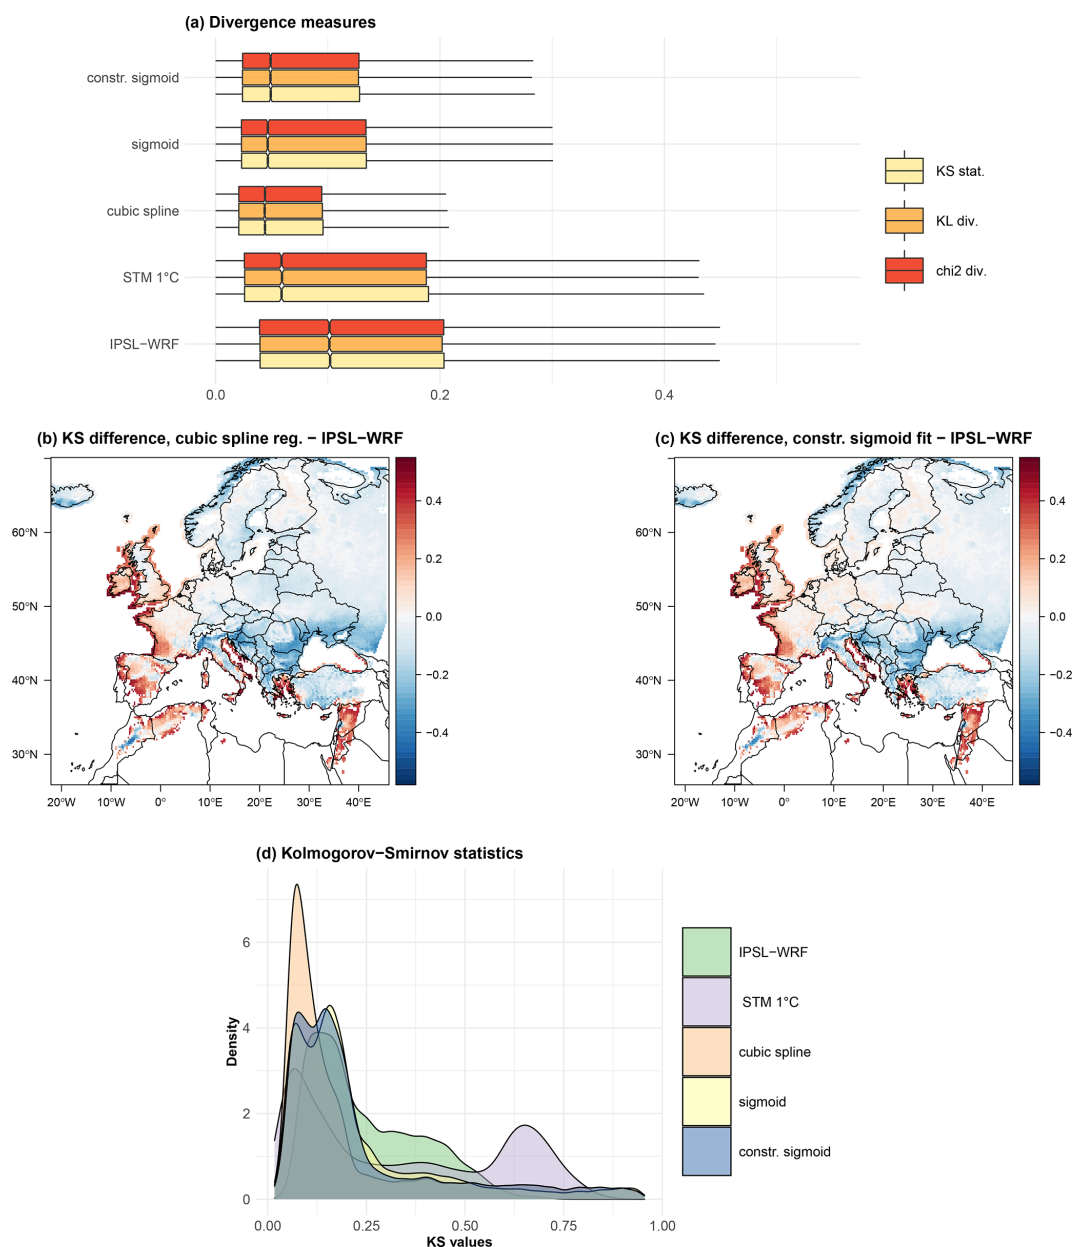 (a) Divergence measures
constr. sigmoid
sigmoid
cubic spline
STM 1°C
IPSL−WRF
0.0 0.2 0.4
KS stat.
KL div.
chi2 div.
(b) KS difference, cubic spline reg. − IPSL−WRF
60°N
50°N
40°N
30°N
20°W 10°W 0° 10°E 20°E 30°E 40°E
0.4
0.2
0.0
−0.2
−0.4
(c) KS difference, constr. sigmoid fit − IPSL−WRF
60°N
50°N
40°N
30°N
20°W 10°W 0° 10°E 20°E 30°E 40°E
0.4
0.2
0.0
−0.2
−0.4
(d) Kolmogorov−Smirnov statistics
Density
6
4
2
0
0.00 0.25 0.50 0.75 1.00
KS values
IPSL−WRF
STM 1°C
cubic spline
sigmoid
constr. sigmoid